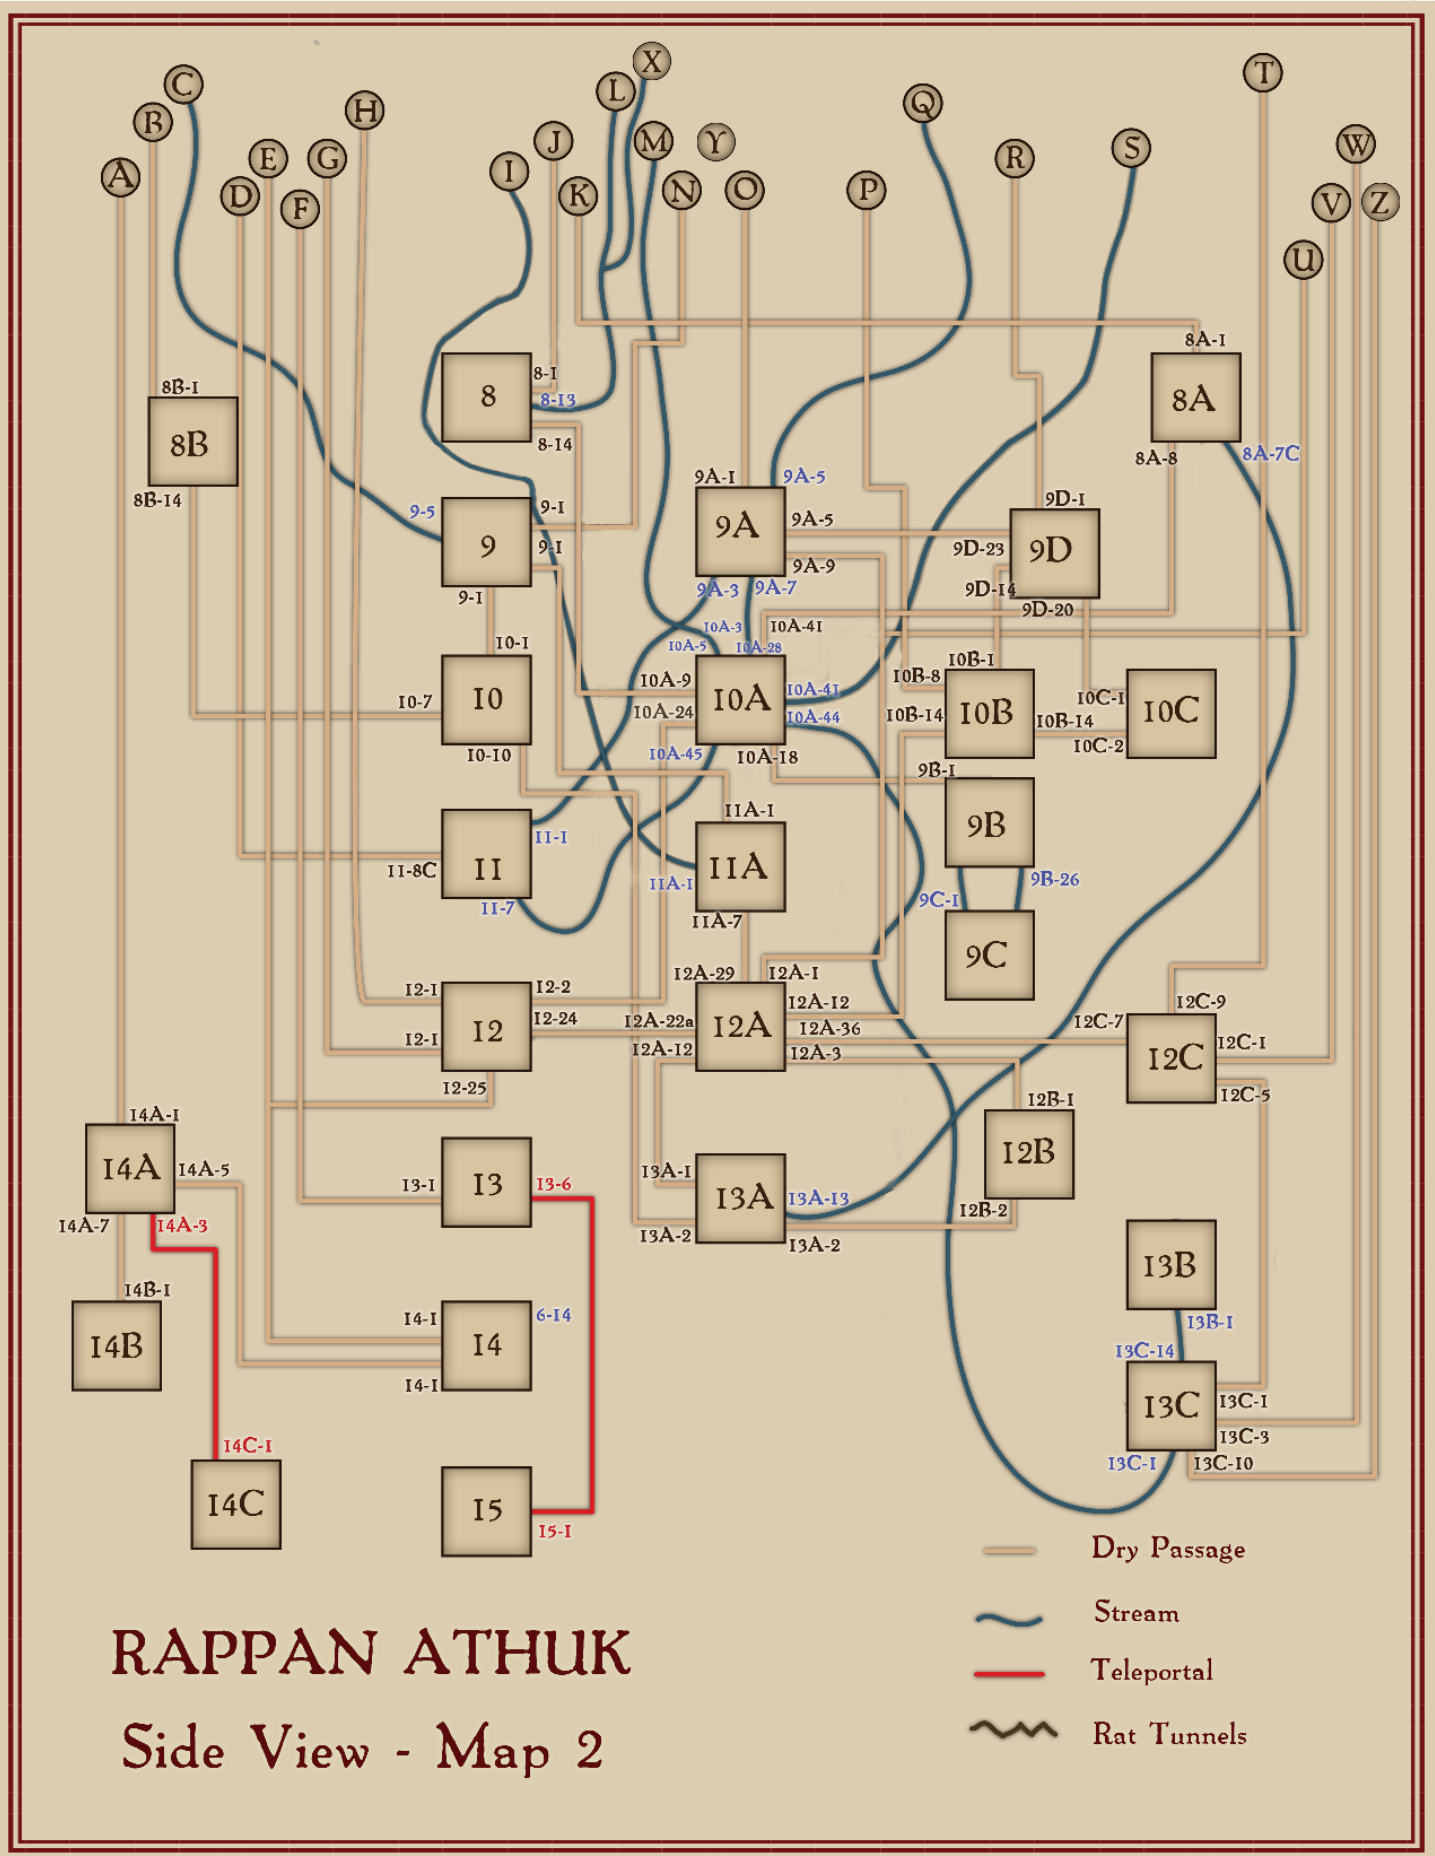 X
T
C
L
Q
H
B
J
M
Y
W
S
E
G
R
I
A
N
O
P
D
K
V
Z
F
U
8A-1
8
8-1
8A
8B-1
8-13
8B
8-14
8A-8
8A-7C
8B-14
9A-1
9A-5
9D-1
9-5
9-1
9A
9A-5
9
9-1
9D-23
9D
9A-9
9-1
9A-3
9A-7
9D-14
9D-20
10A-3
10A-41
10-1
10A-5
10A-28
10B-1
10A-9
10B-8
10-7
10
10A
10A-41
10C-1
10A-24
10A-44
10B-14
10B
10B-14
10C
10-10
10A-45
10A-18
10C-2
9B-1
11A-1
9B
11-1
11
11-8C
11A
11A-1
9B-26
11-7
11A-7
9C-1
9C
12A-29
12A-1
12-1
12-2
12A-12
12C-9
12-24
12A-22a
12A
12A-36
12C-7
12
12-1
12A-12
12A-3
12C
12C-1
12-25
12C-5
12B-1
14A-1
12B
14A
14A-5
13-1
13
13-6
13A-1
13A
13A-13
12B-2
14A-7
14A-3
13A-2
13A-2
13B
14B-1
14-1
6-14
13B-1
14B
14
13C-14
14-1
13C
13C-1
13C-3
14C-1
13C-1
13C-10
14C
15
15-1
Dry Passage
Stream
RAPPAN ATHUK
Teleportal
Side View - Map 2
Rat Tunnels